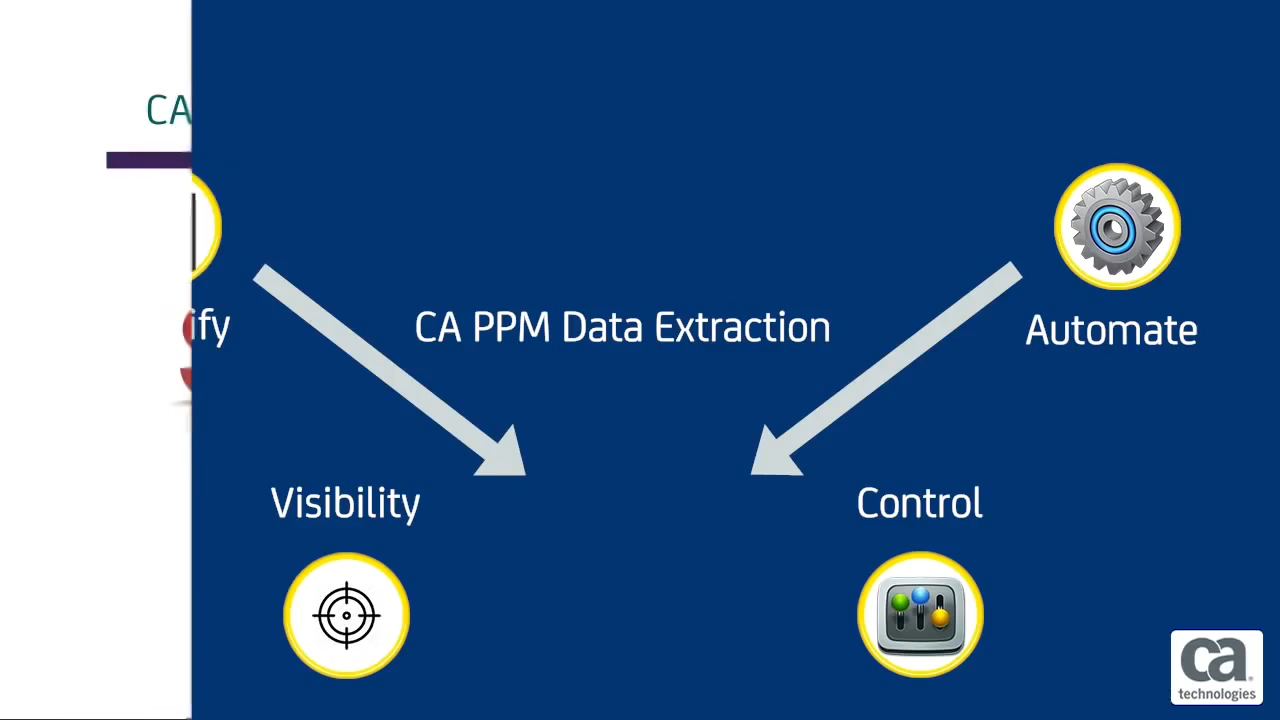 CA
ify
CA PPM Data Extraction
Automate
Visibility
Control
ca
technologies